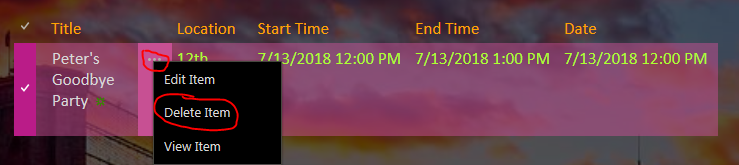 Title Location Start Time End Time Date
Peter's ... 12th 7/13/2018 12:00 PM 7/13/2018 1:00 PM 7/13/2018 12:00 PM
Goodbye
Party
Edit Item
Delete Item
View Item